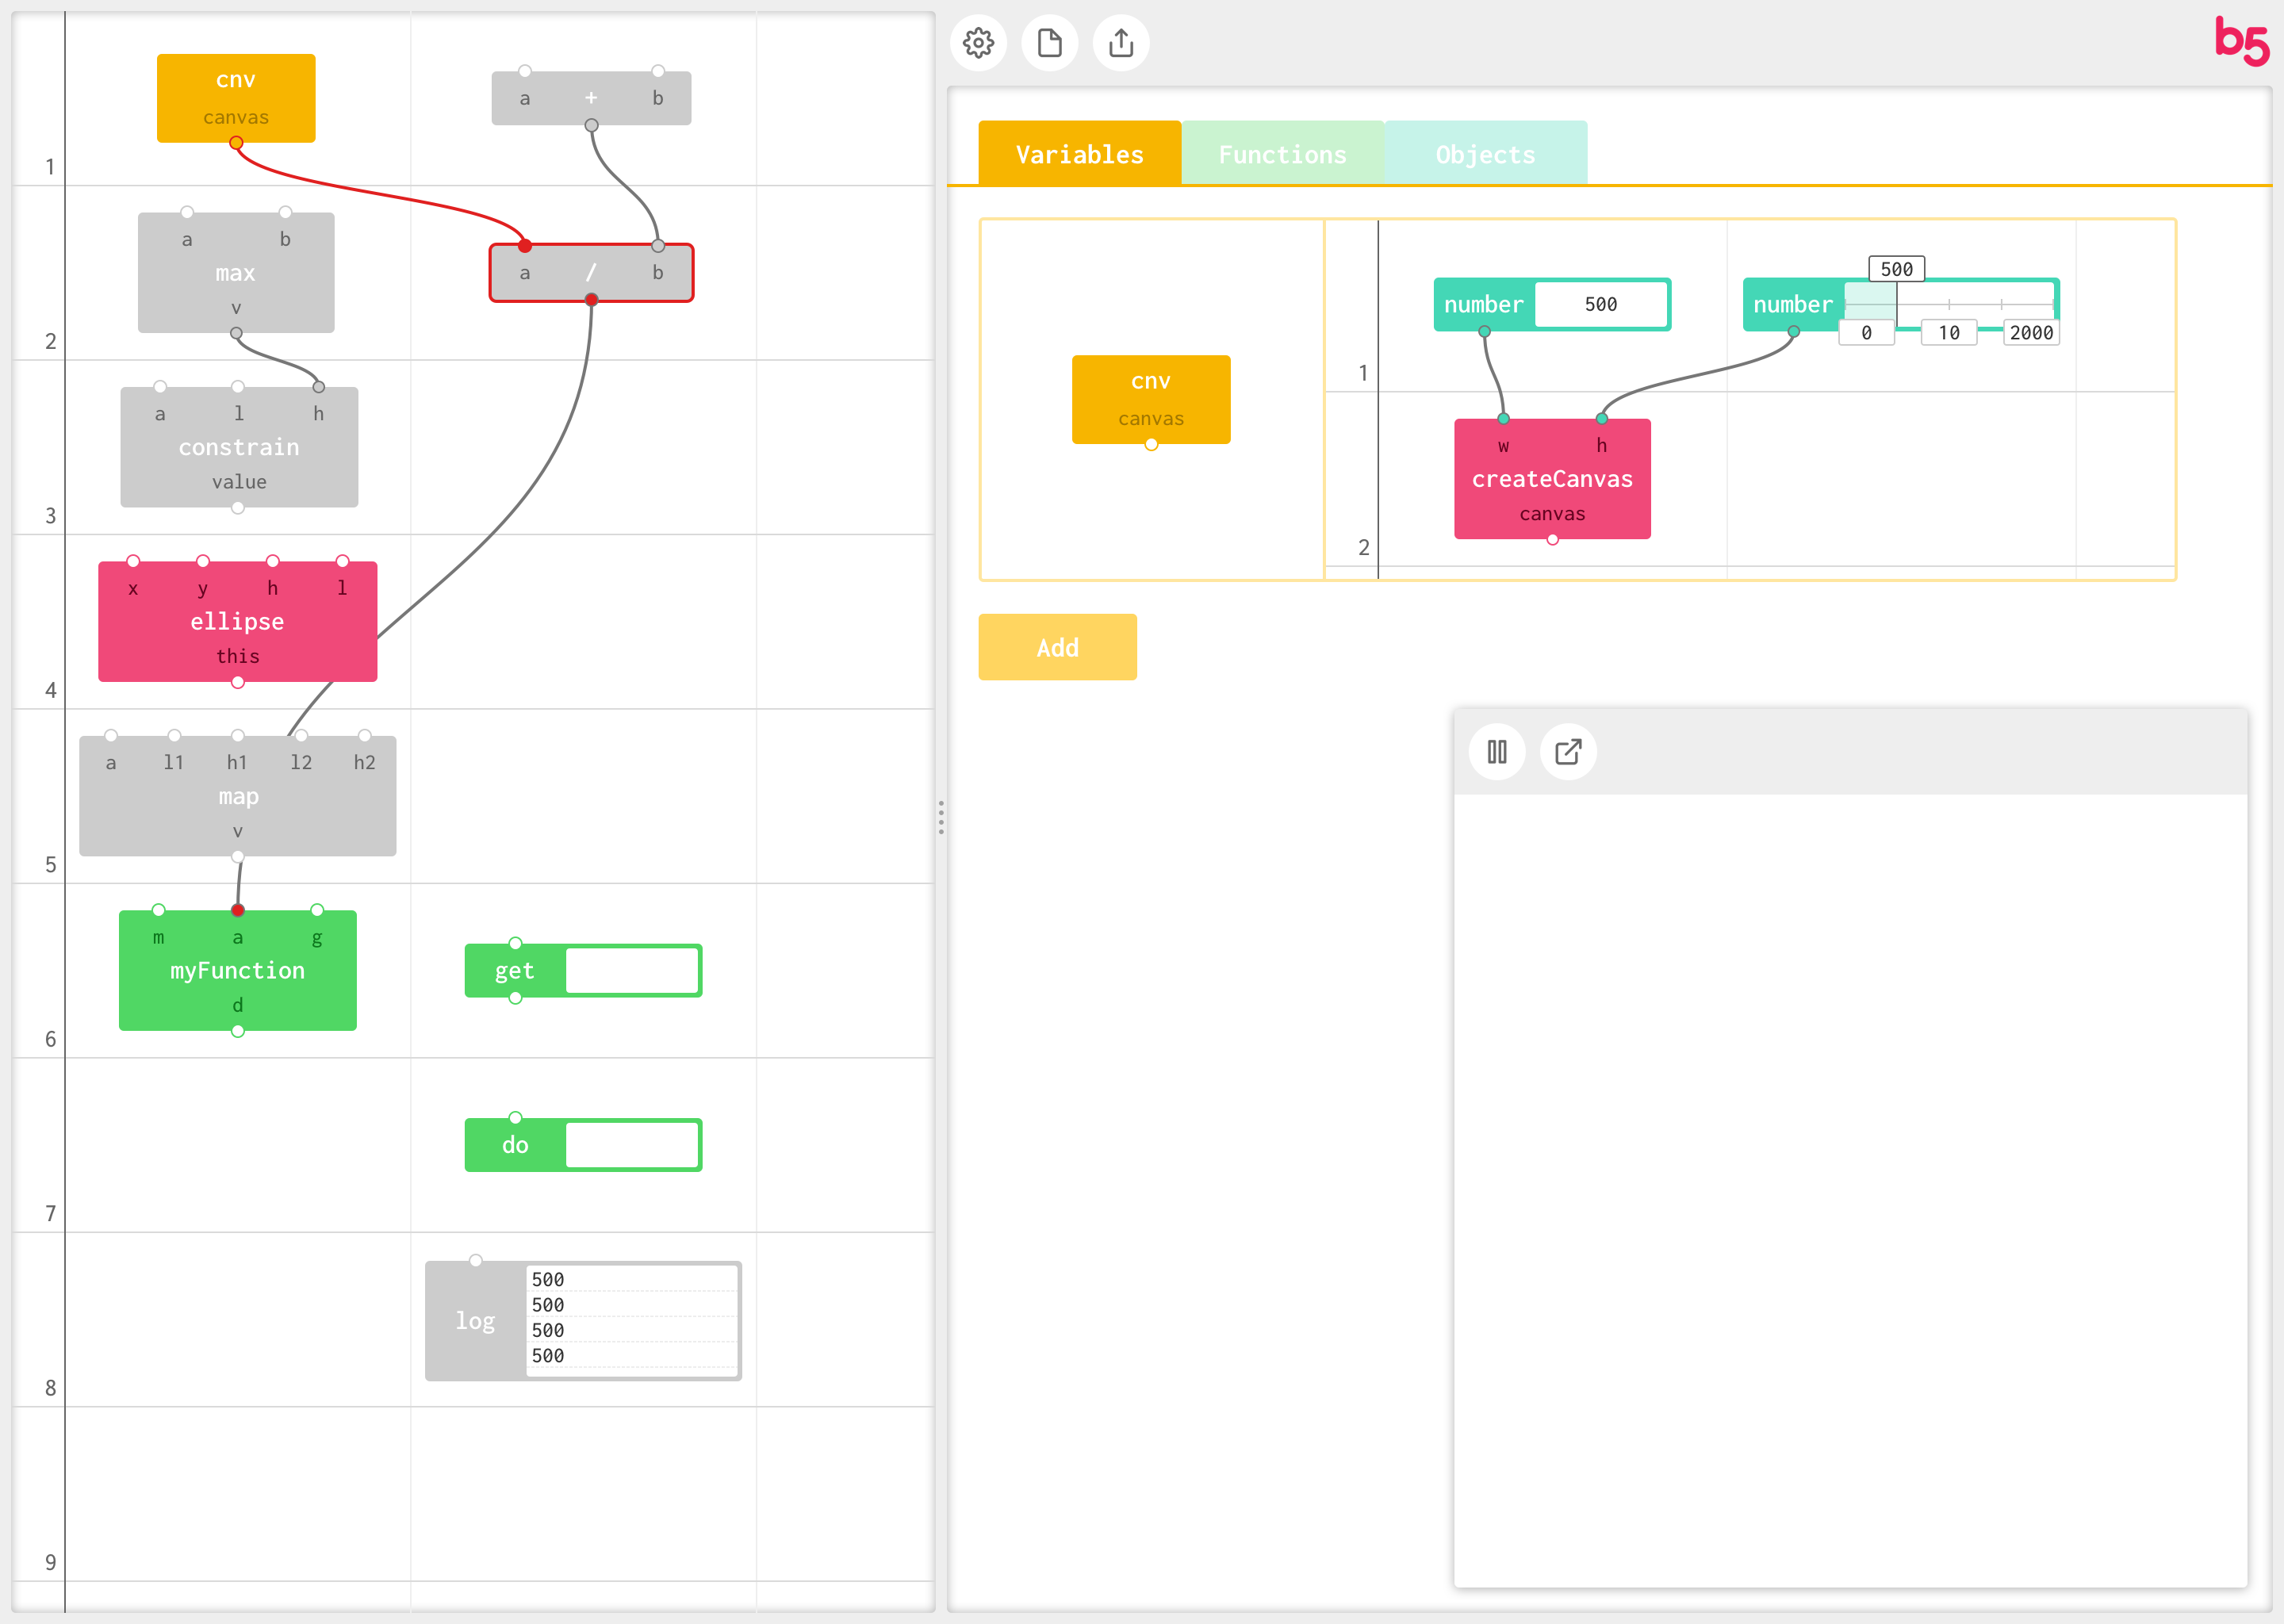 cnv
canvas
a + b
1
a b
max
v
a / b
2
a l h
constrain
value
3
x y h l
ellipse
this
4
a l1 h1 l2 h2
map
v
5
m a g
myFunction
d
get
6
do
7
log
500
500
500
500
8
9
b5
Variables Functions Objects
cnv
canvas
number 500
number 500
0 10 2000
1
w h
createCanvas
canvas
2
Add